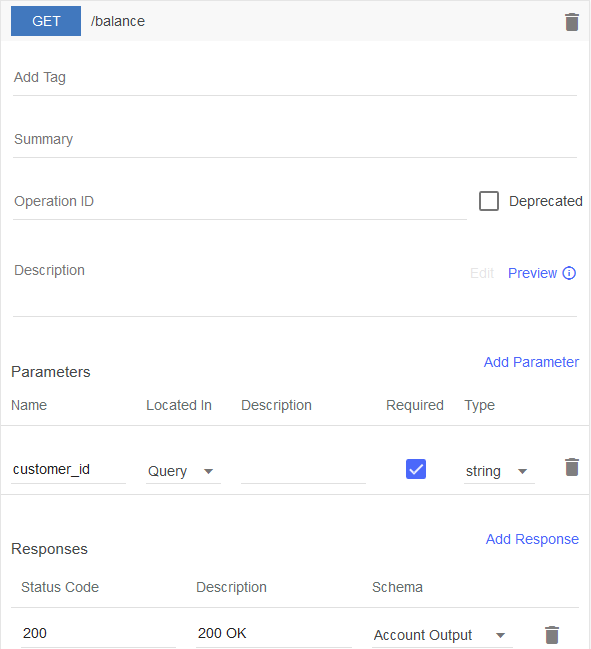 GET /balance
Add Tag
Summary
Operation ID Deprecated
Description Edit Preview
Add Parameter
Parameters
Name Located In Description Required Type
customer_id Query string
Add Response
Responses
Status Code Description Schema
200 200 OK Account Output